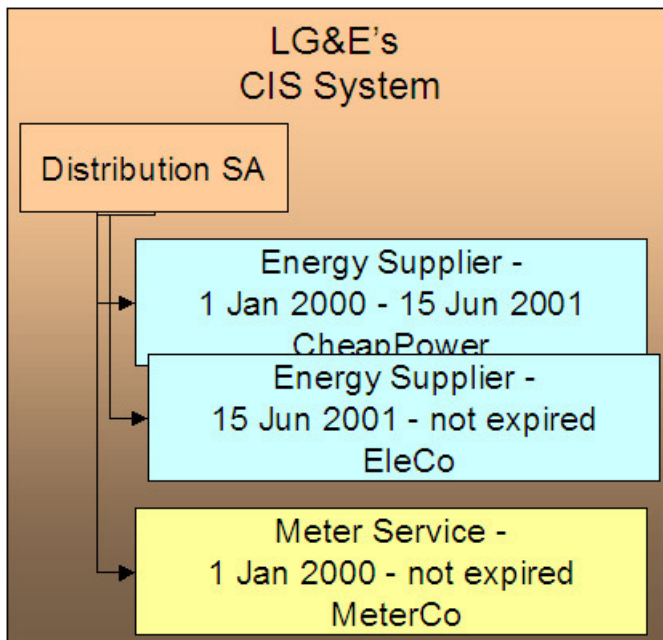 LG&E's
CIS System
Distribution SA
Energy Supplier -
1 Jan 2000 - 15 Jun 2001
CheapPower
Energy Supplier -
15 Jun 2001 - not expired
EleCo
Meter Service -
1 Jan 2000 - not expired
MeterCo